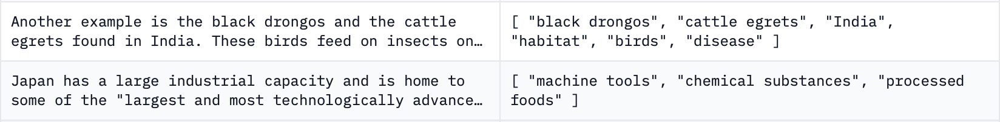 Another example is the black drongos and the cattle
egrets found in India. These birds feed on insects on…
[ "black drongos", "cattle egrets", "India",
"habitat", "birds", "disease" ]
Japan has a large industrial capacity and is home to
some of the "largest and most technologically advance…
[ "machine tools", "chemical substances", "processed
foods" ]